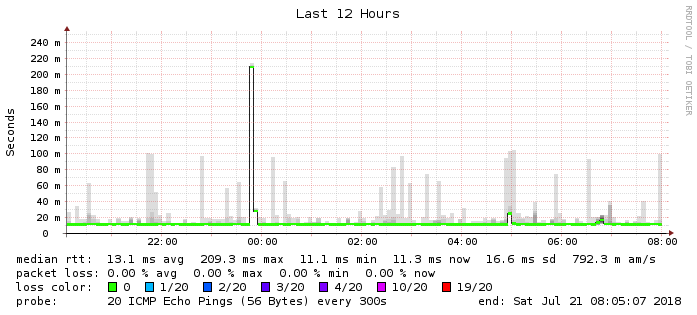 Last 12 Hours
RRDTOOL / TOBI OETIKER
Seconds
240 m
220 m
200 m
180 m
160 m
140 m
120 m
100 m
80 m
60 m
40 m
20 m
0
22:00 00:00 02:00 04:00 06:00 08:00
median rtt: 13.1 ms avg 209.3 ms max 11.1 ms min 11.3 ms now 16.6 ms sd 792.3 m am/s
packet loss: 0.00 % avg 0.00 % max 0.00 % min 0.00 % now
loss color: 0 1/20 2/20 3/20 4/20 10/20 19/20
probe: 20 ICMP Echo Pings (56 Bytes) every 300s end: Sat Jul 21 08:05:07 2018